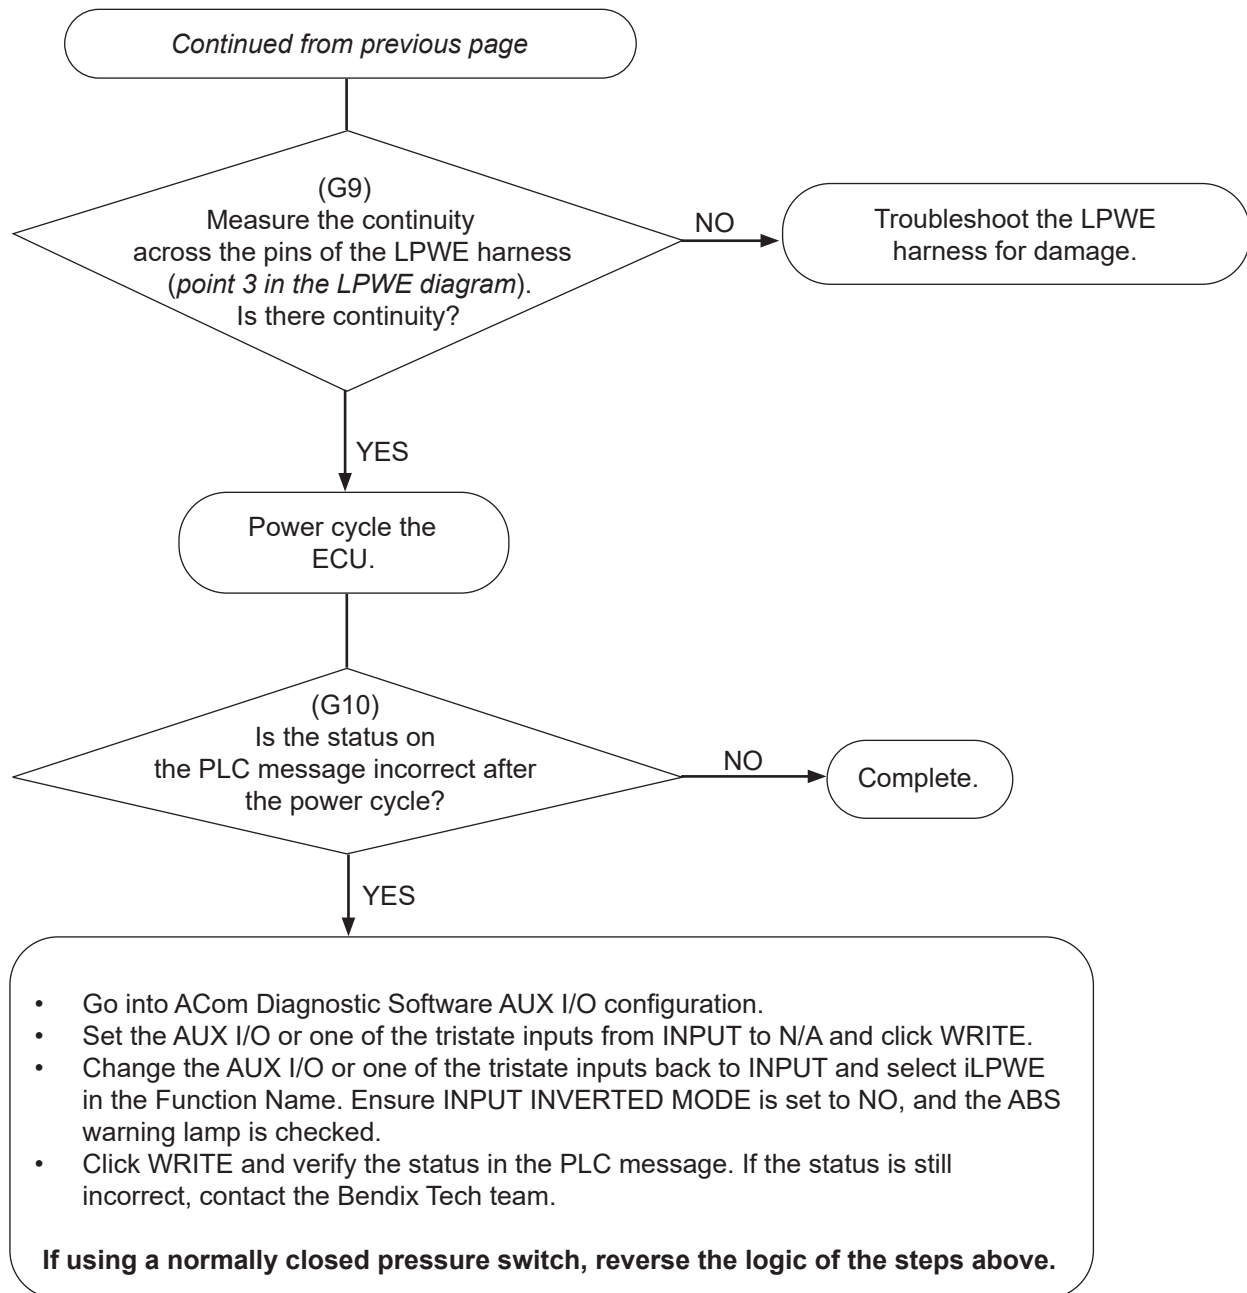 Continued from previous page
(G9)
Measure the continuity
across the pins of the LPWE harness
(point 3 in the LPWE diagram).
Is there continuity?
NO
Troubleshoot the LPWE
harness for damage.
YES
Power cycle the
ECU.
(G10)
Is the status on
the PLC message incorrect after
the power cycle?
NO
Complete.
YES
• Go into ACom Diagnostic Software AUX I/O configuration.
• Set the AUX I/O or one of the tristate inputs from INPUT to N/A and click WRITE.
• Change the AUX I/O or one of the tristate inputs back to INPUT and select iLPWE
in the Function Name. Ensure INPUT INVERTED MODE is set to NO, and the ABS
warning lamp is checked.
• Click WRITE and verify the status in the PLC message. If the status is still
incorrect, contact the Bendix Tech team.
If using a normally closed pressure switch, reverse the logic of the steps above.